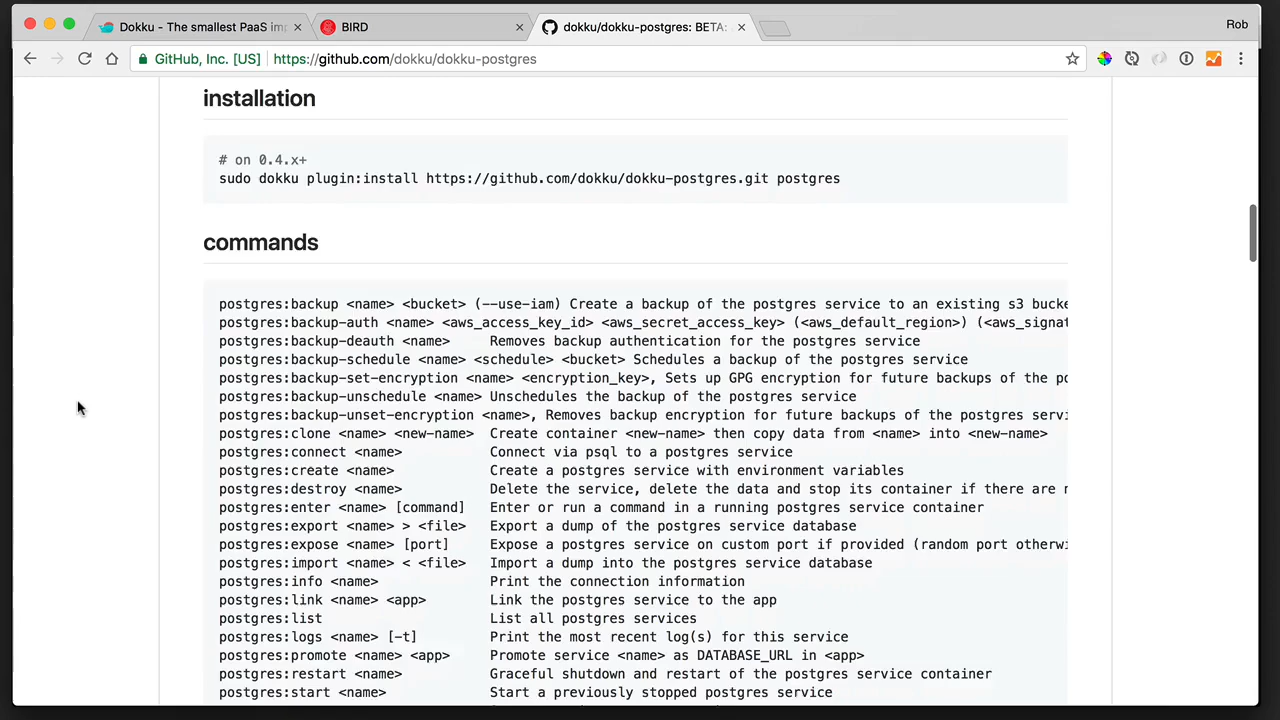 Dokku - The smallest PaaS im
BIRD
dokku/dokku-postgres: BETA:
Rob
GitHub, Inc. [US]
https://github.com/dokku/dokku-postgres
installation
# on 0.4.x+
sudo dokku plugin:install https://github.com/dokku/dokku-postgres.git postgres
commands
postgres:backup <name> <bucket> (--use-iam) Create a backup of the postgres service to an existing s3 bucke
postgres:backup-auth <name> <aws_access_key_id> <aws_secret_access_key> (<aws_default_region>) (<aws_signat
postgres:backup-deauth <name>     Removes backup authentication for the postgres service
postgres:backup-schedule <name> <schedule> <bucket> Schedules a backup of the postgres service
postgres:backup-set-encryption <name> <encryption_key>, Sets up GPG encryption for future backups of the po
postgres:backup-unschedule <name> Unschedules the backup of the postgres service
postgres:backup-unset-encryption <name>, Removes backup encryption for future backups of the postgres servi
postgres:clone <name> <new-name>  Create container <new-name> then copy data from <name> into <new-name>
postgres:connect <name>           Connect via psql to a postgres service
postgres:create <name>            Create a postgres service with environment variables
postgres:destroy <name>           Delete the service, delete the data and stop its container if there are n
postgres:enter <name> [command]   Enter or run a command in a running postgres service container
postgres:export <name> > <file>   Export a dump of the postgres service database
postgres:expose <name> [port]     Expose a postgres service on custom port if provided (random port otherwi
postgres:import <name> < <file>   Import a dump into the postgres service database
postgres:info <name>              Print the connection information
postgres:link <name> <app>        Link the postgres service to the app
postgres:list                     List all postgres services
postgres:logs <name> [-t]         Print the most recent log(s) for this service
postgres:promote <name> <app>     Promote service <name> as DATABASE_URL in <app>
postgres:restart <name>           Graceful shutdown and restart of the postgres service container
postgres:start <name>             Start a previously stopped postgres service